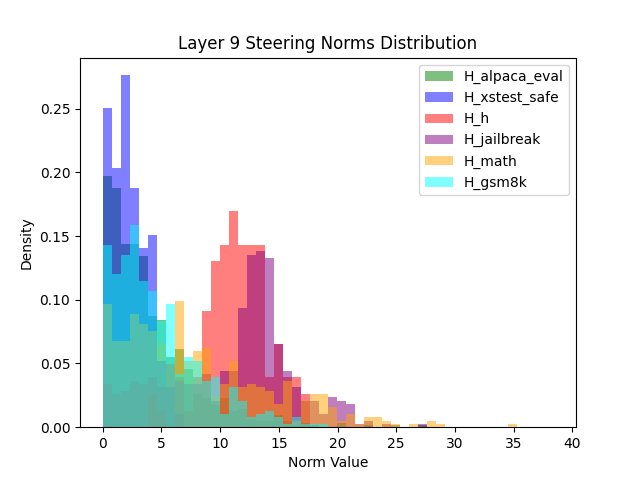 Layer 9 Steering Norms Distribution
H_alpaca_eval
H_xstest_safe
H_h
H_jailbreak
H_math
H_gsm8k
Density
0.25
0.20
0.15
0.10
0.05
0.00
0 5 10 15 20 25 30 35 40
Norm Value